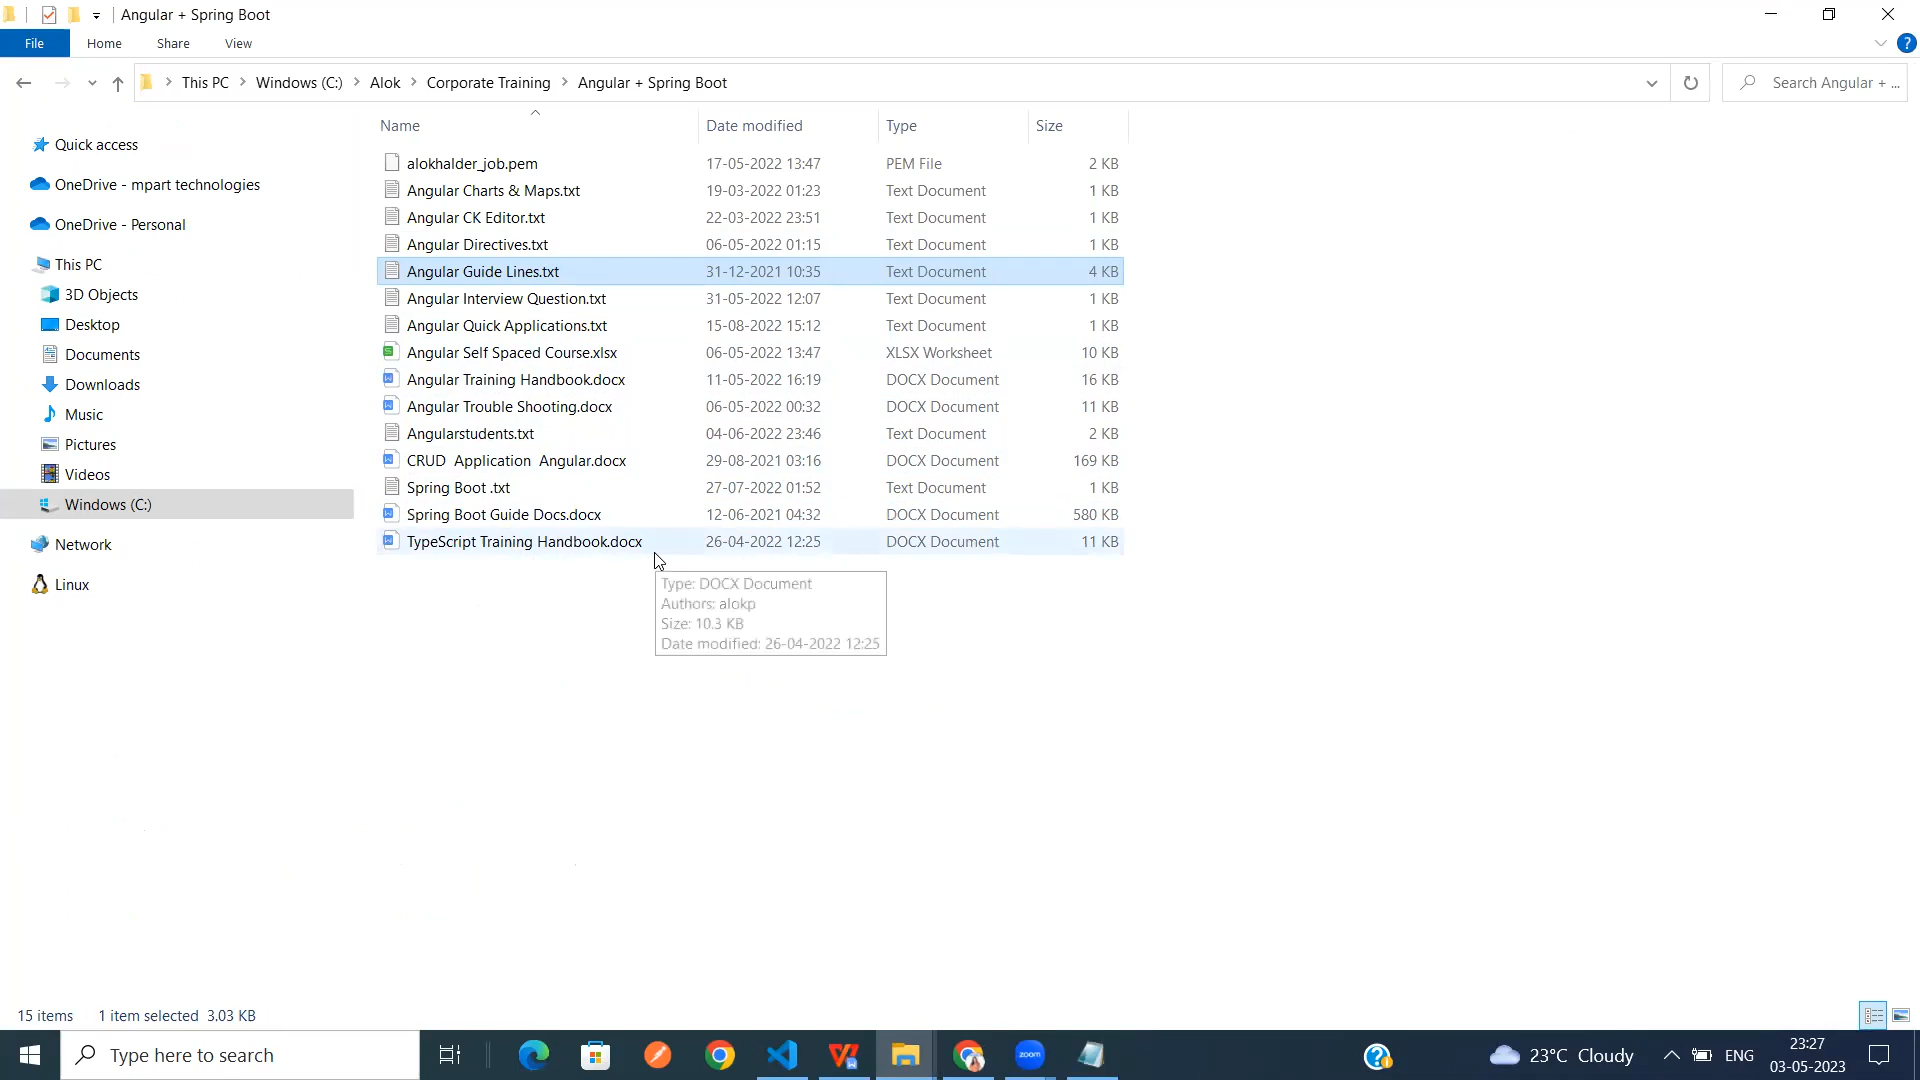 Angular + Spring Boot
File Home Share View
This PC Windows (C:) Alok Corporate Training Angular + Spring Boot
Search Angular + ...
Name Date modified Type Size
Quick access
OneDrive - mpart technologies
OneDrive - Personal
This PC
3D Objects
Desktop
Documents
Downloads
Music
Pictures
Videos
Windows (C:)
Network
Linux
alokhalder_job.pem 17-05-2022 13:47 PEM File 2 KB
Angular Charts & Maps.txt 19-03-2022 01:23 Text Document 1 KB
Angular CK Editor.txt 22-03-2022 23:51 Text Document 1 KB
Angular Directives.txt 06-05-2022 01:15 Text Document 1 KB
Angular Guide Lines.txt 31-12-2021 10:35 Text Document 4 KB
Angular Interview Question.txt 31-05-2022 12:07 Text Document 1 KB
Angular Quick Applications.txt 15-08-2022 15:12 Text Document 1 KB
Angular Self Spaced Course.xlsx 06-05-2022 13:47 XLSX Worksheet 10 KB
Angular Training Handbook.docx 11-05-2022 16:19 DOCX Document 16 KB
Angular Trouble Shooting.docx 06-05-2022 00:32 DOCX Document 11 KB
Angularstudents.txt 04-06-2022 23:46 Text Document 2 KB
CRUD Application Angular.docx 29-08-2021 03:16 DOCX Document 169 KB
Spring Boot .txt 27-07-2022 01:52 Text Document 1 KB
Spring Boot Guide Docs.docx 12-06-2021 04:32 DOCX Document 580 KB
TypeScript Training Handbook.docx 26-04-2022 12:25 DOCX Document 11 KB
Type: DOCX Document
Authors: alokp
Size: 10.3 KB
Date modified: 26-04-2022 12:25
15 items 1 item selected 3.03 KB
Type here to search
zoom
23°C Cloudy
ENG
23:27
03-05-2023